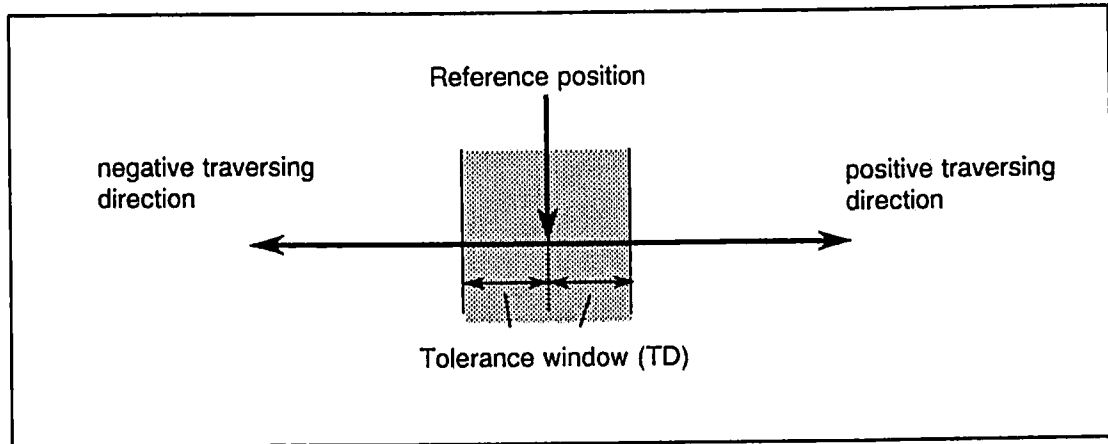 Reference position
negative traversing
direction
positive traversing
direction
Tolerance window (TD)